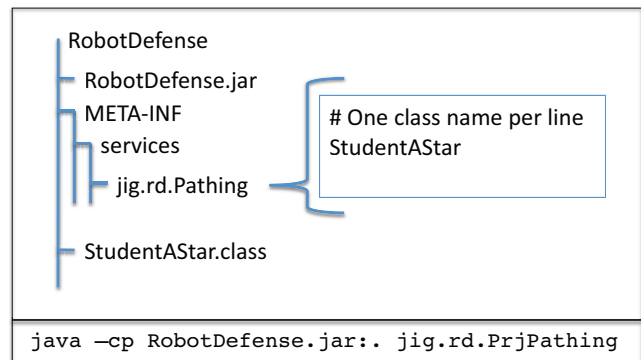 RobotDefense
RobotDefense.jar
META-INF
services
jig.rd.Pathing
# One class name per line
StudentAStar
StudentAStar.class
java –cp RobotDefense.jar:. jig.rd.PrjPathing